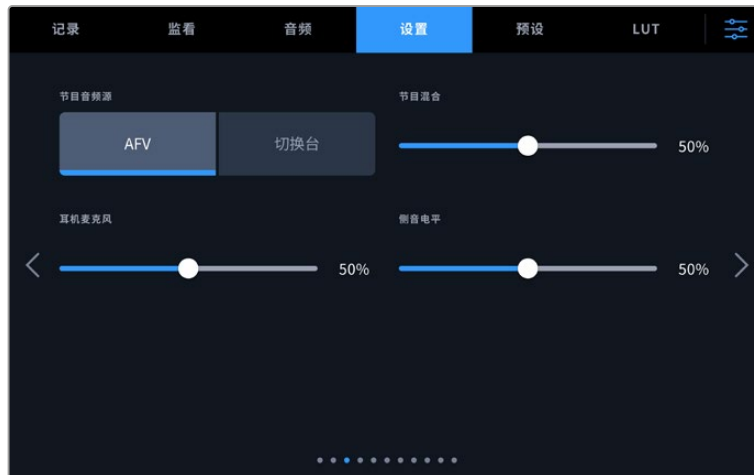 记录 监看 音频 设置 预设 LUT
节目音频源 节目混合
AFV 切换台 50%
耳机麦克风 侧音电平
50% 50%